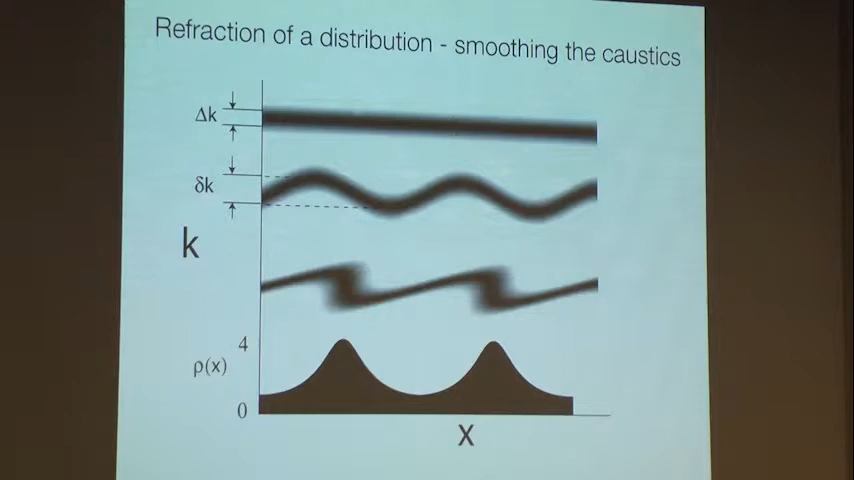 Refraction of a distribution - smoothing the caustics
Δk
δk
k
4
ρ(x)
0
X